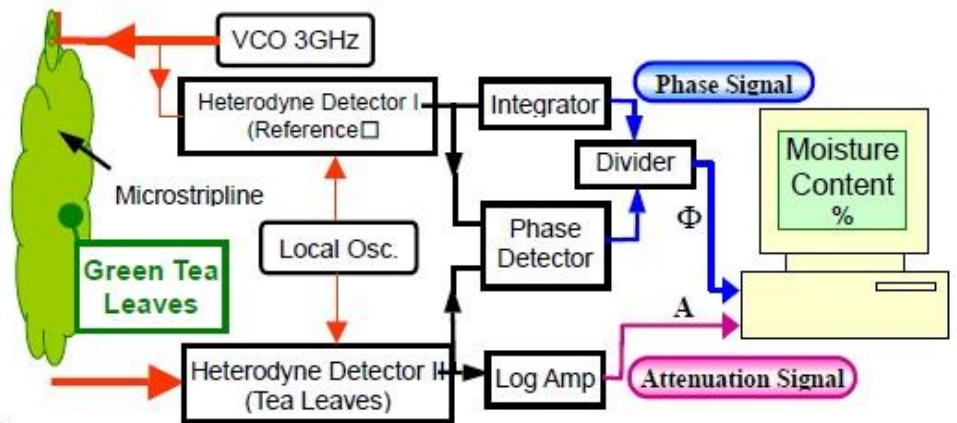 VCO 3GHz
Heterodyne Detector I
(Reference□
Integrator
Phase Signal
Divider
Moisture
Content
%
Microstripline
Phase
Detector
Φ
Local Osc.
Green Tea
Leaves
A
Heterodyne Detector II
(Tea Leaves)
Log Amp
Attenuation Signal